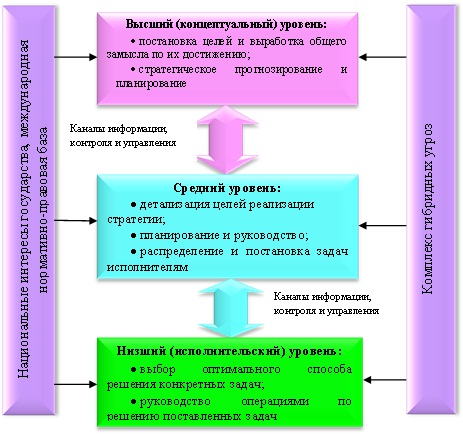 Национальные интересы государства, международная
нормативно-правовая база
Высший (концептуальный) уровень:
• постановка целей и выработка общего
замысла по их достижению;
• стратегическое прогнозирование и
планирование
Каналы информации,
контроля и управления
Средний уровень:
• детализация целей реализации
стратегии;
• планирование и руководство;
• распределение и постановка задач
исполнителям
Каналы информации,
контроля и управления
Низший (исполнительский) уровень:
• выбор оптимального способа
решения конкретных задач;
• руководство операциями по
решению поставленных задач
Комплекс гибридных угроз